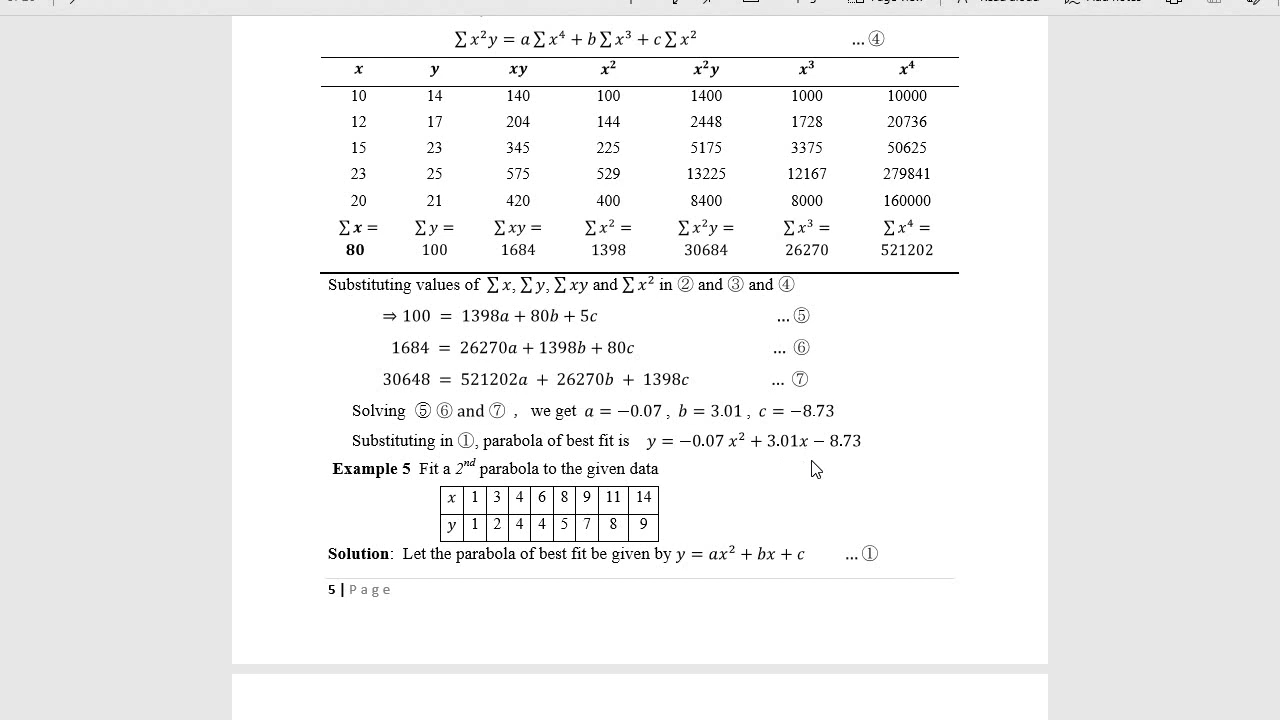 ∑x²y = a∑x⁴ + b∑x³ + c∑x² ... ④
x y xy x² x²y x³ x⁴
10 14 140 100 1400 1000 10000
12 17 204 144 2448 1728 20736
15 23 345 225 5175 3375 50625
23 25 575 529 13225 12167 279841
20 21 420 400 8400 8000 160000
∑x = ∑y = ∑xy = ∑x² = ∑x²y = ∑x³ = ∑x⁴ =
80 100 1684 1398 30684 26270 521202
Substituting values of ∑x, ∑y, ∑xy and ∑x² in ② and ③ and ④
⇒ 100 = 1398a + 80b + 5c ... ⑤
1684 = 26270a + 1398b + 80c ... ⑥
30648 = 521202a + 26270b + 1398c ... ⑦
Solving ⑤ ⑥ and ⑦ , we get a = −0.07 , b = 3.01 , c = −8.73
Substituting in ①, parabola of best fit is y = −0.07 x² + 3.01x − 8.73
Example 5 Fit a 2nd parabola to the given data
x 1 3 4 6 8 9 11 14
y 1 2 4 4 5 7 8 9
Solution: Let the parabola of best fit be given by y = ax² + bx + c ... ①
5 | Page